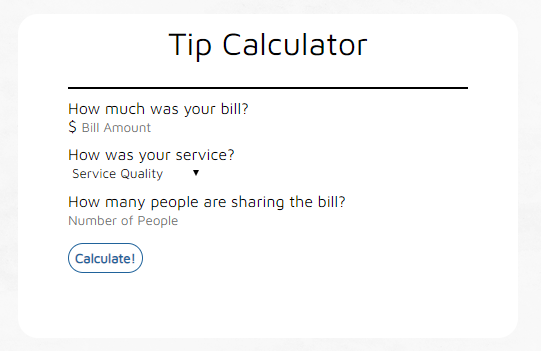 Tip Calculator
How much was your bill?
$ Bill Amount
How was your service?
Service Quality
How many people are sharing the bill?
Number of People
Calculate!